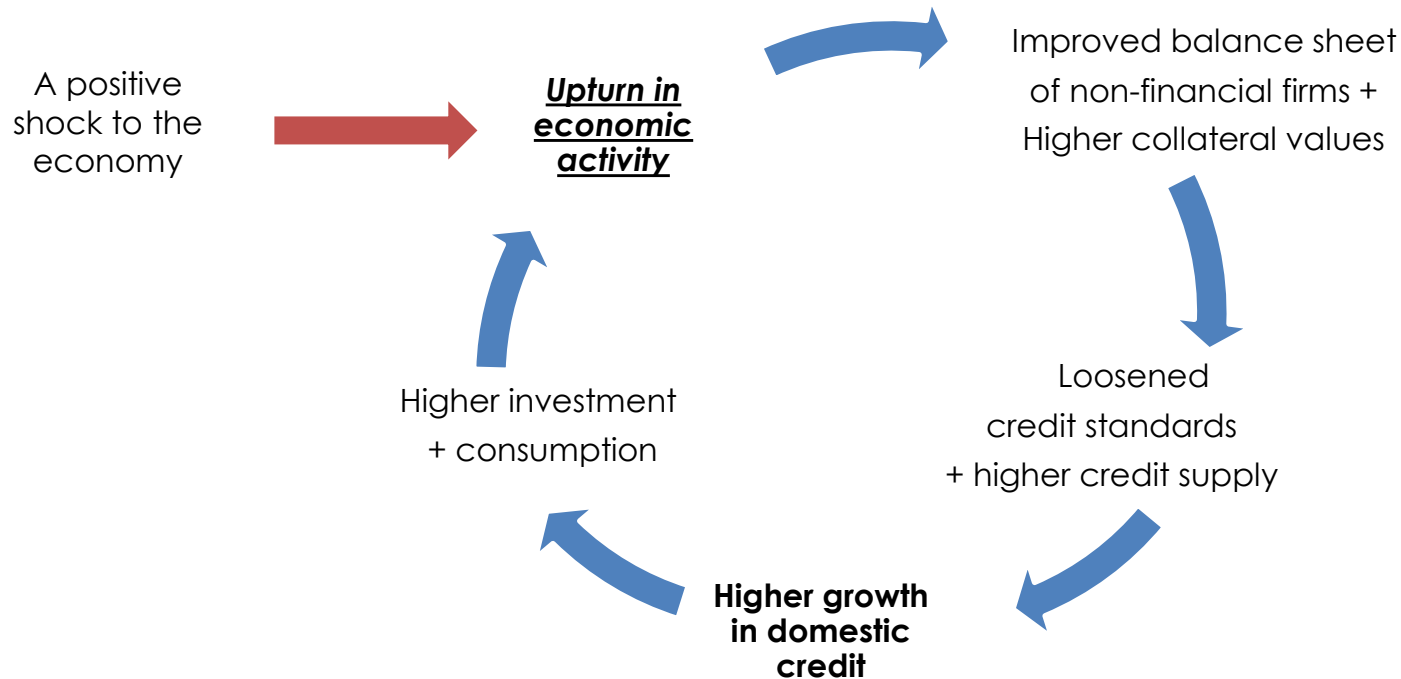 A positive
shock to the
economy
Upturn in
economic
activity
Improved balance sheet
of non-financial firms +
Higher collateral values
Loosened
credit standards
+ higher credit supply
Higher growth
in domestic
credit
Higher investment
+ consumption